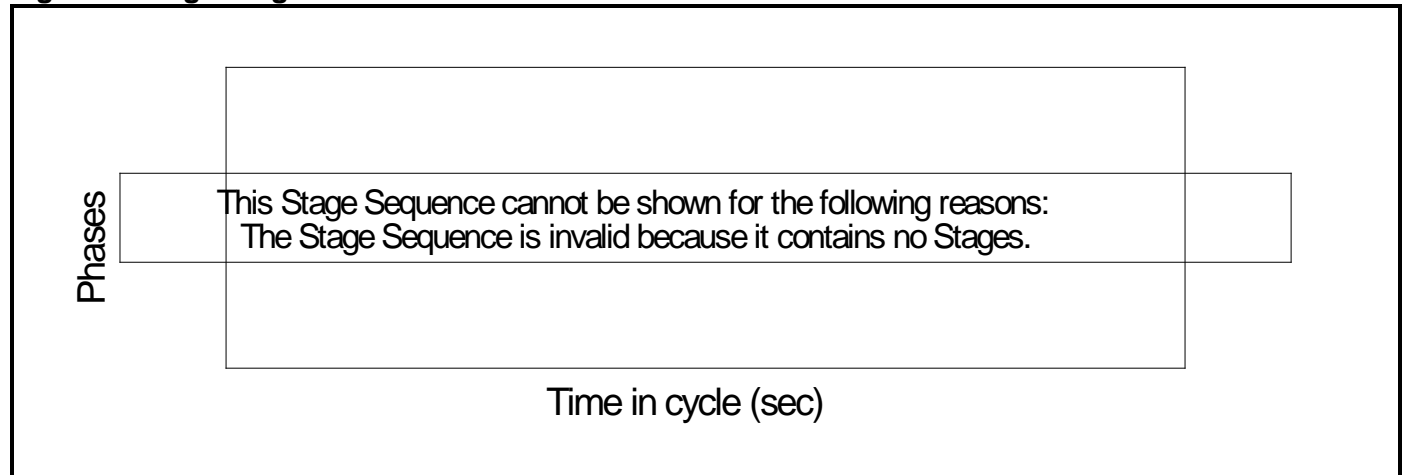 Phases
This Stage Sequence cannot be shown for the following reasons:
The Stage Sequence is invalid because it contains no Stages.
Time in cycle (sec)